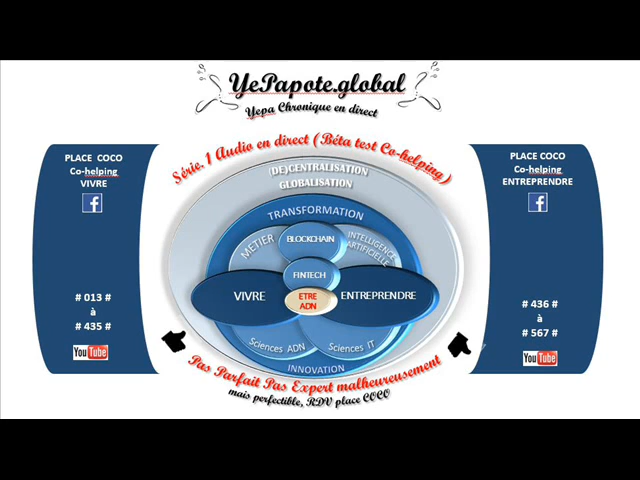 YePapote.global
Yepa Chronique en direct
Série, 1 Audio en direct (Béta test Co-helping)
PLACE COCO
Co-helping
VIVRE
# 013 #
à
# 435 #
YouTube
(DE)CENTRALISATION
GLOBALISATION
TRANSFORMATION
METIER
BLOCKCHAIN
INTELLIGENCE
ARTIFICIELLE
FINTECH
VIVRE
ETRE
ADN
ENTREPRENDRE
Sciences ADN
Sciences IT
INNOVATION
PLACE COCO
Co-helping
ENTREPRENDRE
# 436 #
à
# 567 #
YouTube
Pas Parfait Pas Expert malheureusement
mais perfectible, RDV place COCO